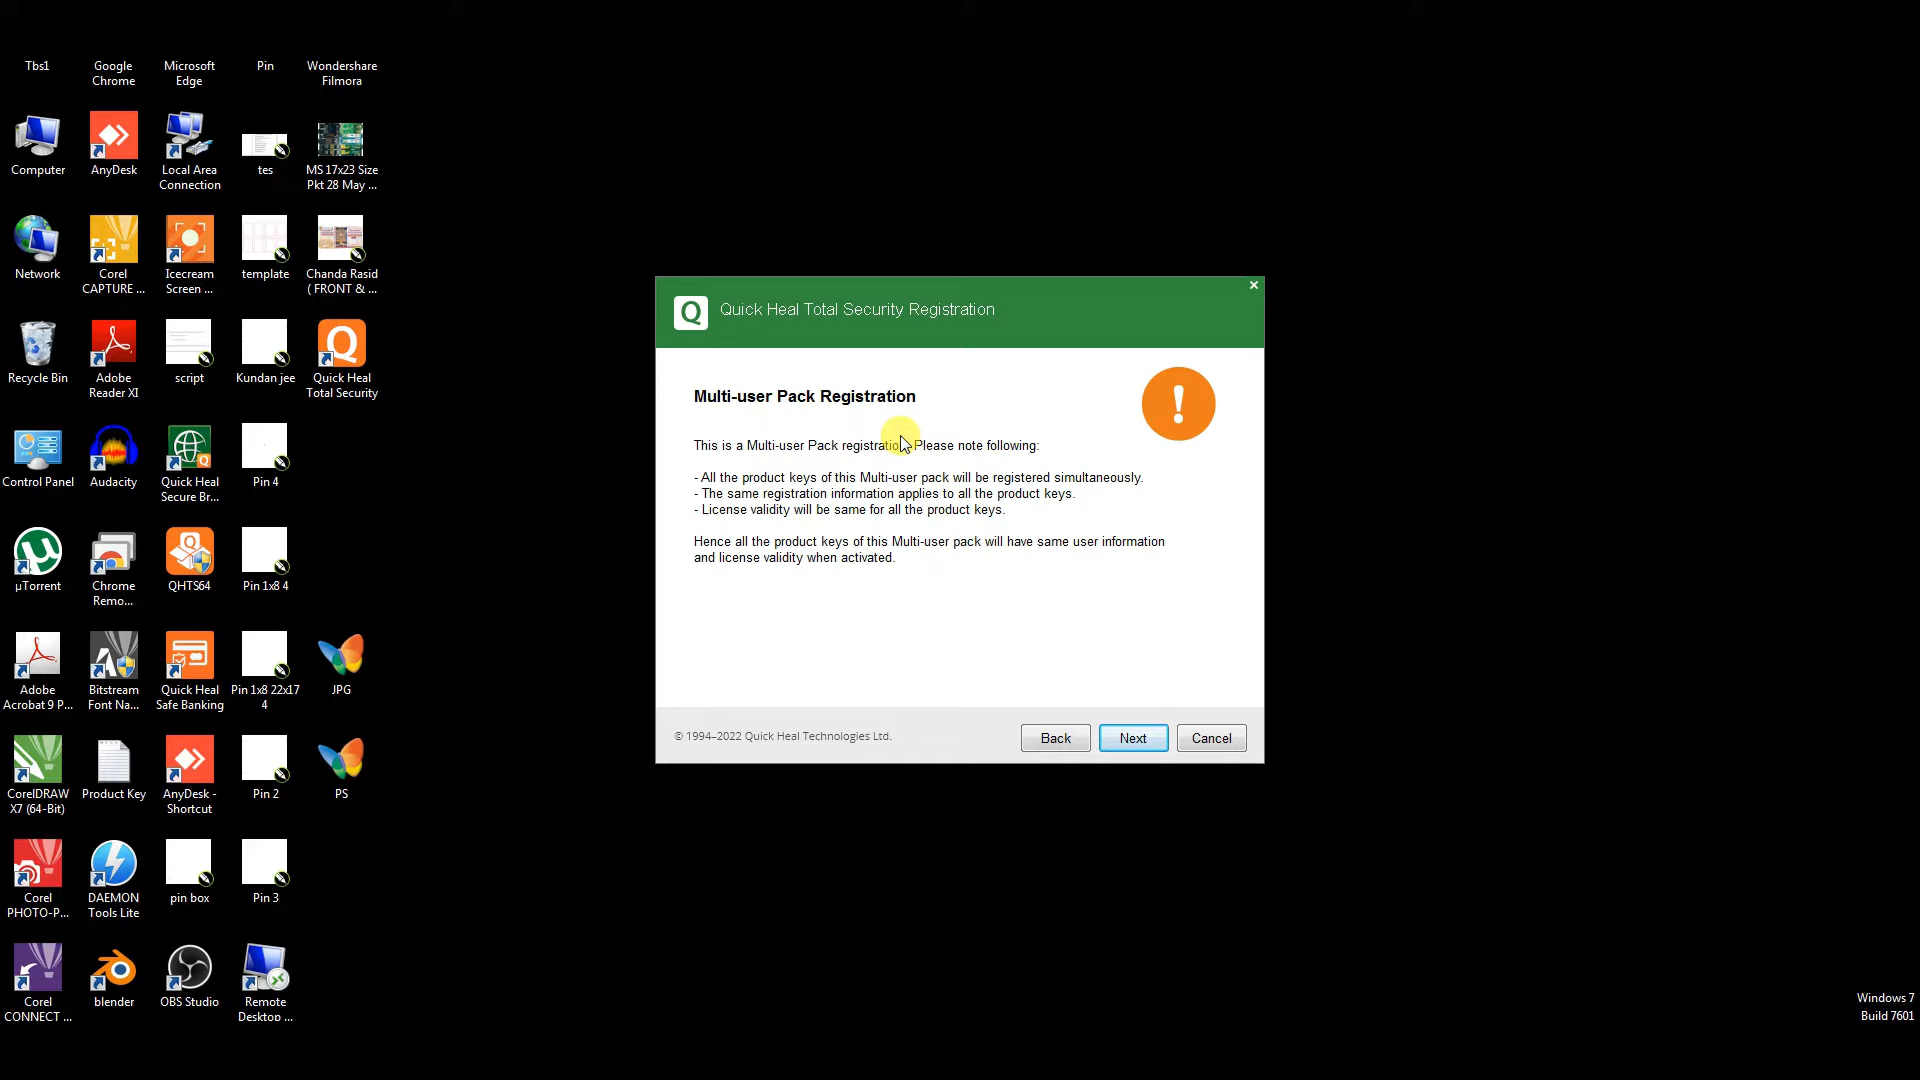 Tbs1
Google
Chrome
Microsoft
Edge
Pin
Wondershare
Filmora
Computer
AnyDesk
Local Area
Connection
tes
MS 17x23 Size
Pkt 28 May ...
Network
Corel
CAPTURE ...
Icecream
Screen ...
template
Chanda Rasid
( FRONT & ...
Recycle Bin
Adobe
Reader XI
script
Kundan jee
Quick Heal
Total Security
Control Panel
Audacity
Quick Heal
Secure Br...
Pin 4
µTorrent
Chrome
Remo...
QHTS64
Pin 1x8 4
Adobe
Acrobat 9 P...
Bitstream
Font Na...
Quick Heal
Safe Banking
Pin 1x8 22x17
4
JPG
CorelDRAW
X7 (64-Bit)
Product Key
AnyDesk -
Shortcut
Pin 2
PS
Corel
PHOTO-P...
DAEMON
Tools Lite
pin box
Pin 3
Corel
CONNECT ...
blender
OBS Studio
Remote
Desktop ...
Quick Heal Total Security Registration
Multi-user Pack Registration
This is a Multi-user Pack registration. Please note following:
- All the product keys of this Multi-user pack will be registered simultaneously.
- The same registration information applies to all the product keys.
- License validity will be same for all the product keys.
Hence all the product keys of this Multi-user pack will have same user information
and license validity when activated.
© 1994–2022 Quick Heal Technologies Ltd.
Back
Next
Cancel
Windows 7
Build 7601